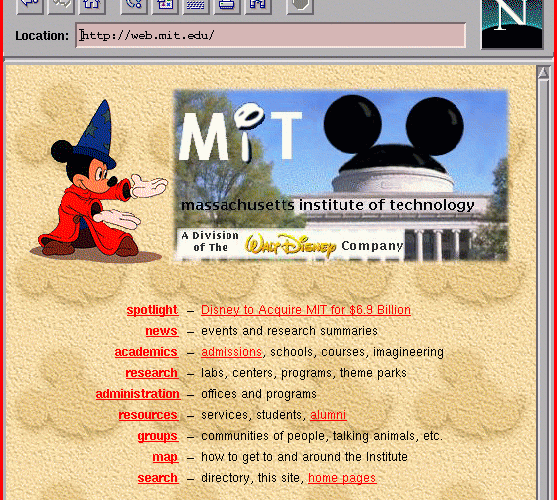 Location: http://web.mit.edu/
N
MiT
massachusetts institute of technology
A Division
of The Walt Disney Company
spotlight – Disney to Acquire MIT for $6.9 Billion
news – events and research summaries
academics – admissions, schools, courses, imagineering
research – labs, centers, programs, theme parks
administration – offices and programs
resources – services, students, alumni
groups – communities of people, talking animals, etc.
map – how to get to and around the Institute
search – directory, this site, home pages